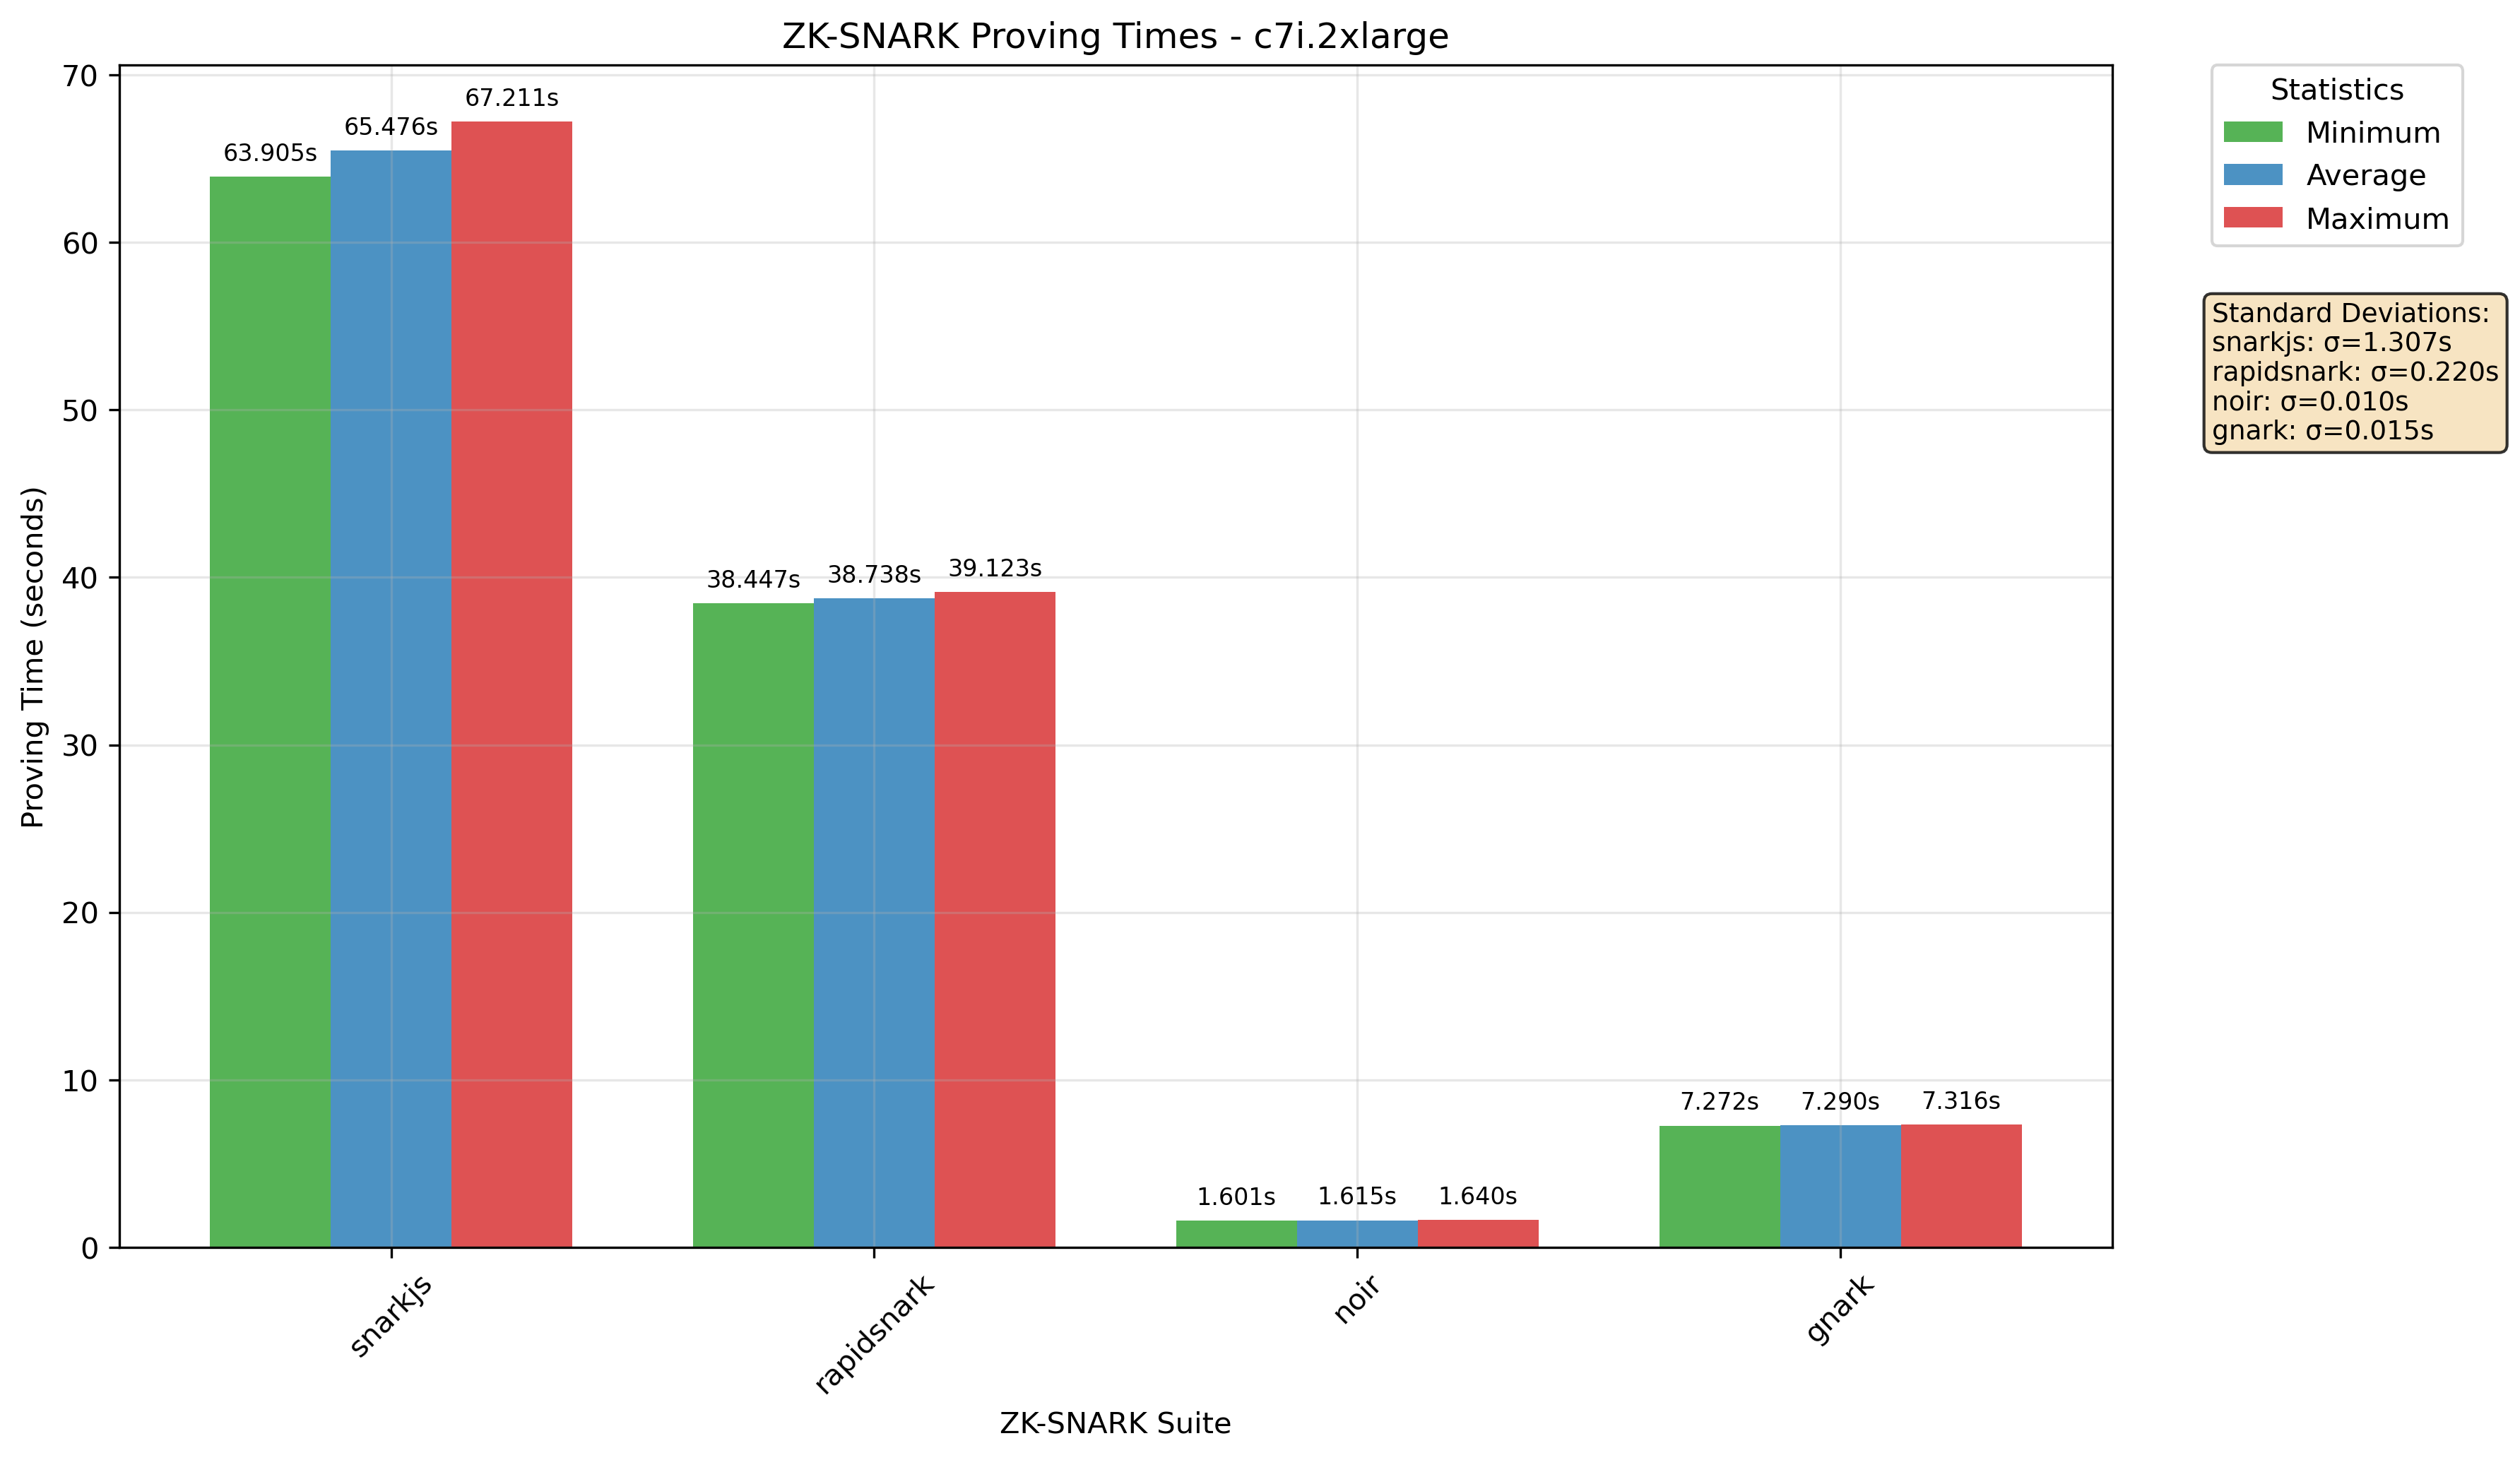 ZK-SNARK Proving Times - c7i.2xlarge
Proving Time (seconds)
70
60
50
40
30
20
10
0
63.905s
65.476s
67.211s
38.447s
38.738s
39.123s
1.601s
1.615s
1.640s
7.272s
7.290s
7.316s
snarkjs
rapidsnark
noir
gnark
ZK-SNARK Suite
Statistics
Minimum
Average
Maximum
Standard Deviations:
snarkjs: σ=1.307s
rapidsnark: σ=0.220s
noir: σ=0.010s
gnark: σ=0.015s